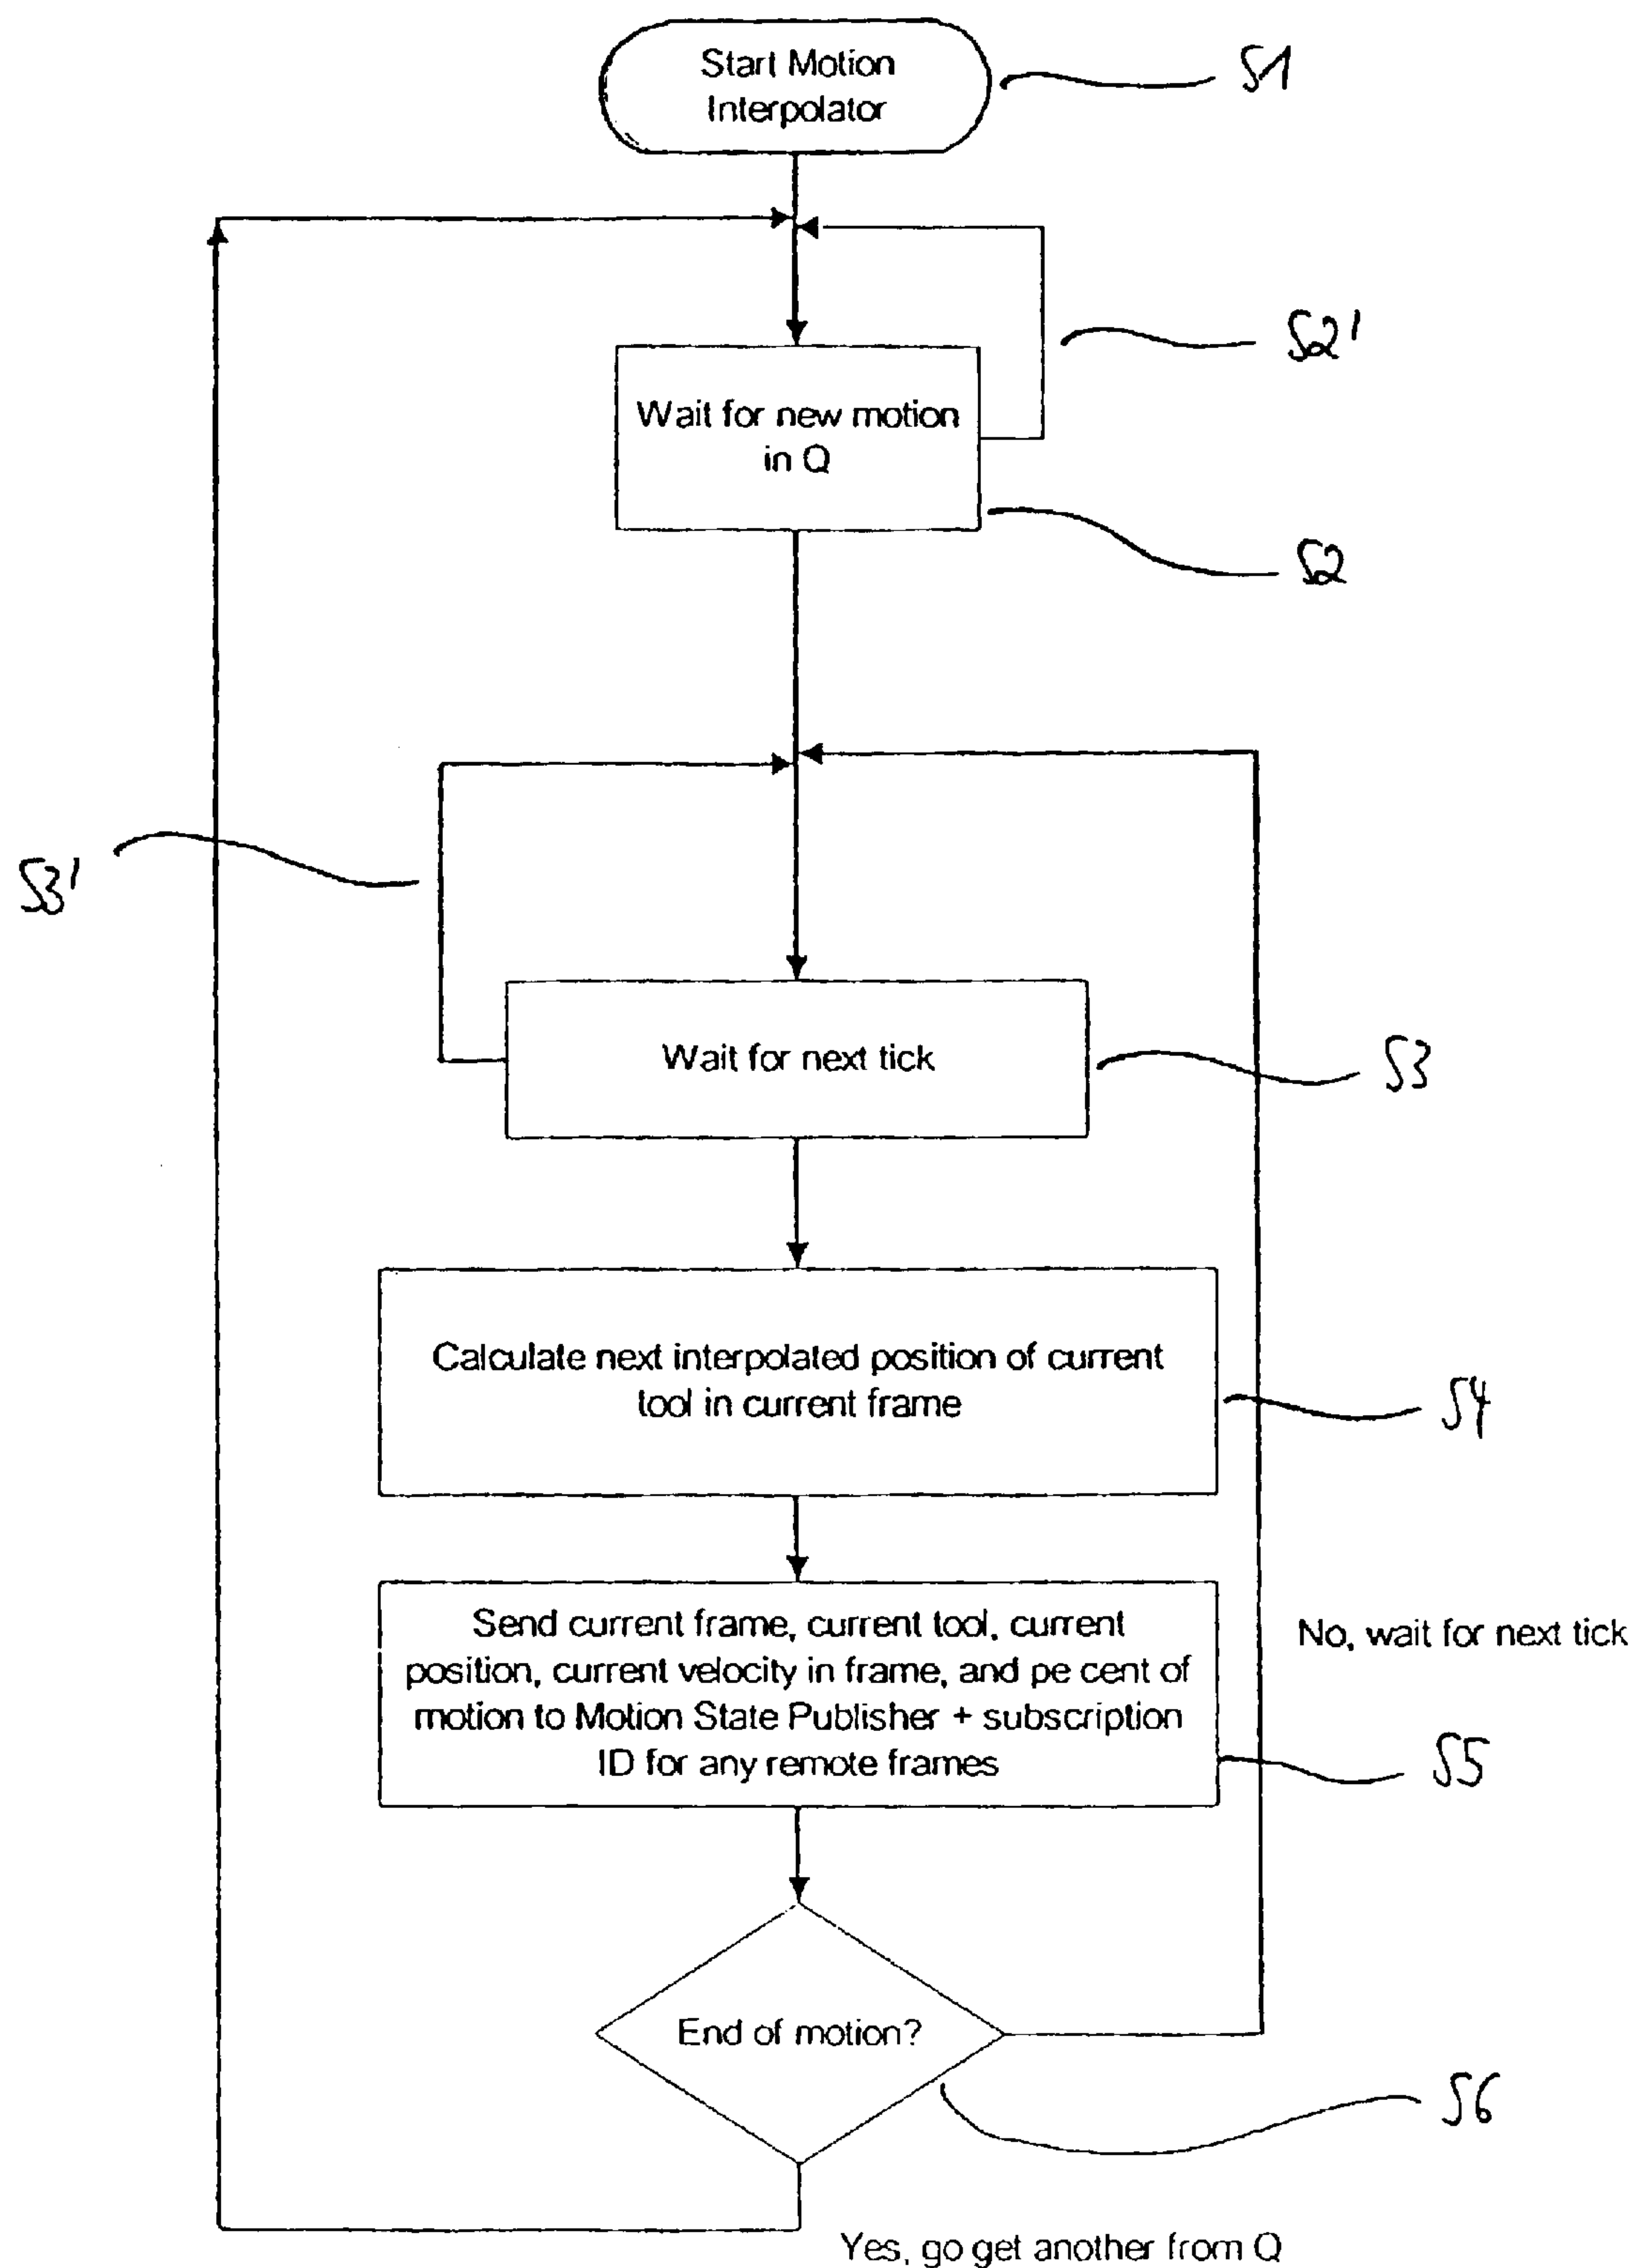 Start Motion
Interpolator
S1
S2'
Wait for new motion
in Q
S2
S3'
Wait for next tick
S3
Calculate next interpolated position of current
tool in current frame
S4
Send current frame, current tool, current
position, current velocity in frame, and pe cent of
motion to Motion State Publisher + subscription
ID for any remote frames
No, wait for next tick
S5
End of motion?
S6
Yes, go get another from Q